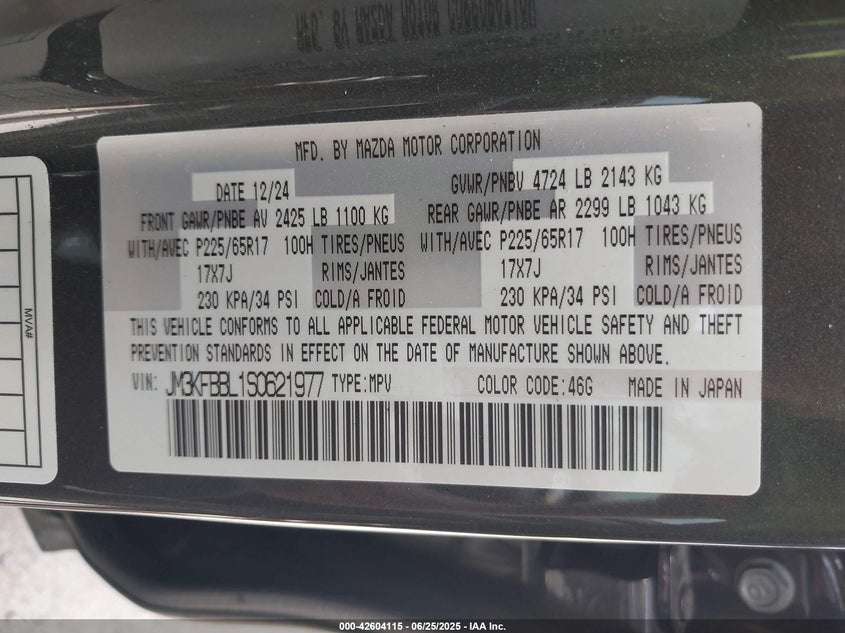 MFD. BY MAZDA MOTOR CORPORATION
DATE 12/24 GVWR/PNBV 4724 LB 2143 KG
FRONT GAWR/PNBE AV 2425 LB 1100 KG REAR GAWR/PNBE AR 2299 LB 1043 KG
WITH/AVEC P225/65R17 100H TIRES/PNEUS WITH/AVEC P225/65R17 100H TIRES/PNEUS
17X7J RIMS/JANTES 17X7J RIMS/JANTES
230 KPA/34 PSI COLD/A FROID 230 KPA/34 PSI COLD/A FROID
THIS VEHICLE CONFORMS TO ALL APPLICABLE FEDERAL MOTOR VEHICLE SAFETY AND THEFT
PREVENTION STANDARDS IN EFFECT ON THE DATE OF MANUFACTURE SHOWN ABOVE.
VIN: JM3KFBBL1S0621977 TYPE:MPV COLOR CODE:46G MADE IN JAPAN
MVA#
000-42604115 - 06/25/2025 - IAA Inc.